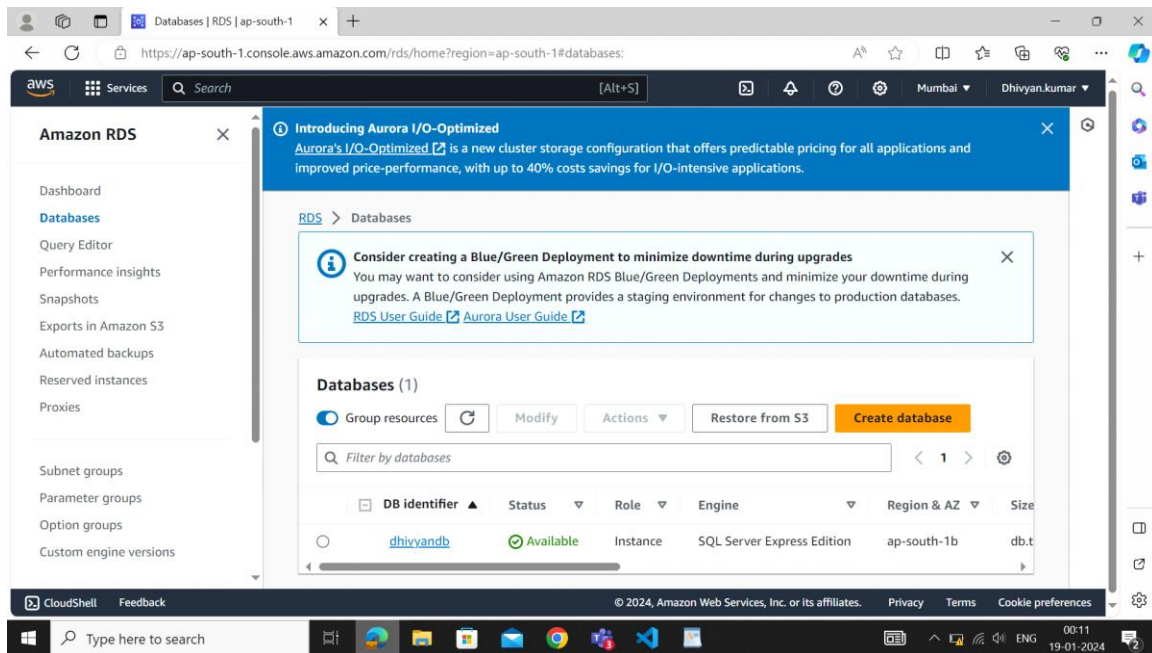 Databases | RDS | ap-south-1
https://ap-south-1.console.aws.amazon.com/rds/home?region=ap-south-1#databases:
aws
Services
Search
[Alt+S]
Mumbai
Dhivyan.kumar
Amazon RDS
Dashboard
Databases
Query Editor
Performance insights
Snapshots
Exports in Amazon S3
Automated backups
Reserved instances
Proxies
Subnet groups
Parameter groups
Option groups
Custom engine versions
Introducing Aurora I/O-Optimized
Aurora's I/O-Optimized is a new cluster storage configuration that offers predictable pricing for all applications and
improved price-performance, with up to 40% costs savings for I/O-intensive applications.
RDS > Databases
Consider creating a Blue/Green Deployment to minimize downtime during upgrades
You may want to consider using Amazon RDS Blue/Green Deployments and minimize your downtime during
upgrades. A Blue/Green Deployment provides a staging environment for changes to production databases.
RDS User Guide Aurora User Guide
Databases (1)
Group resources Modify Actions Restore from S3 Create database
Filter by databases
1
DB identifier Status Role Engine Region & AZ Size
dhivyandb Available Instance SQL Server Express Edition ap-south-1b db.t
CloudShell Feedback © 2024, Amazon Web Services, Inc. or its affiliates. Privacy Terms Cookie preferences
Type here to search
ENG
00:11
19-01-2024
2